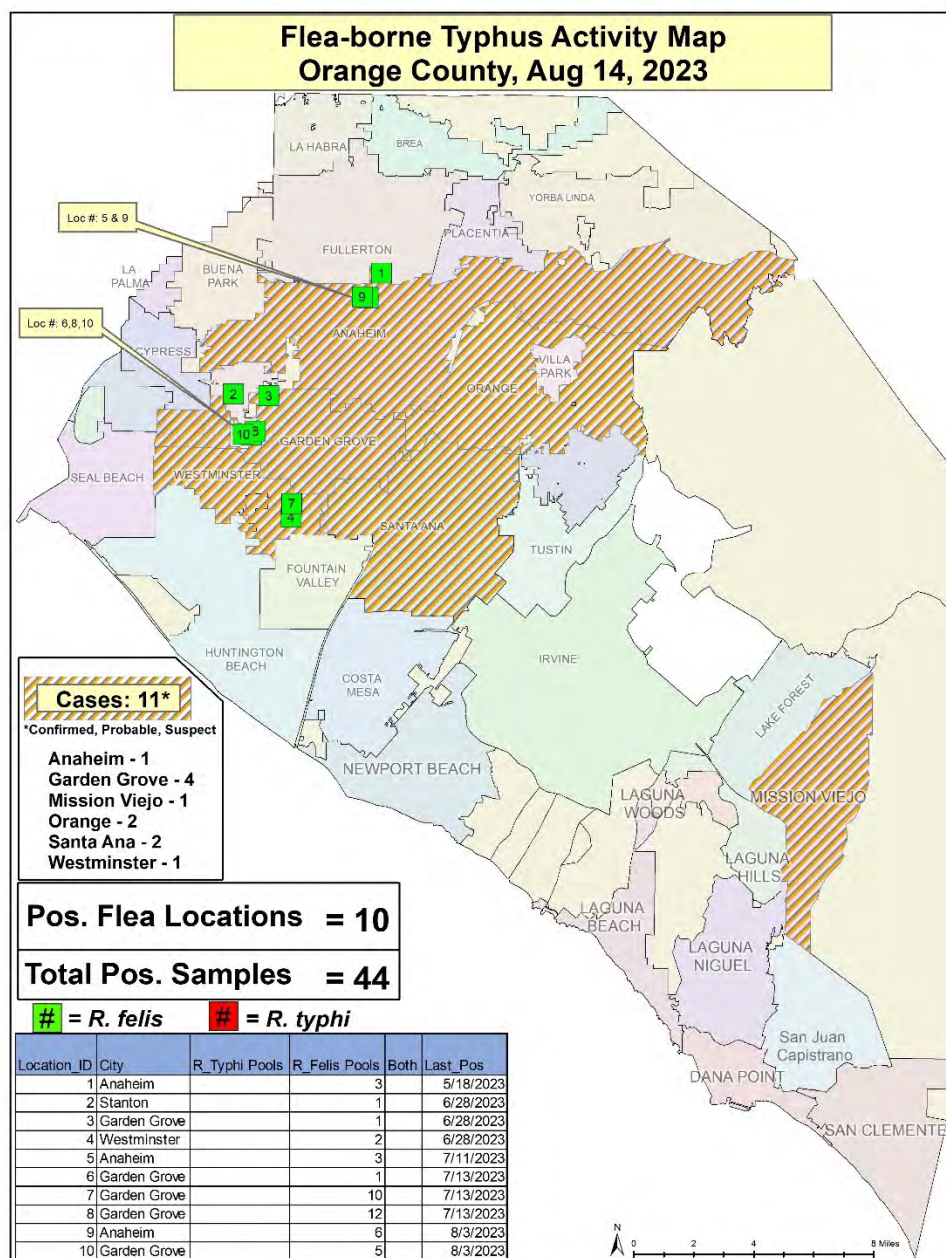 Flea-borne Typhus Activity Map
Orange County, Aug 14, 2023
LA HABRA
BREA
YORBA LINDA
Loc #: 5 & 9
PLACENTIA
FULLERTON
1
LA
PALMA
BUENA
PARK
9
Loc #: 6,8,10
ANAHEIM
CYPRESS
VILLA
PARK
ORANGE
2
3
10
GARDEN GROVE
SEAL BEACH
WESTMINSTER
7
4
SANTA ANA
TUSTIN
FOUNTAIN
VALLEY
HUNTINGTON
BEACH
IRVINE
COSTA
MESA
LAKE FOREST
Cases: 11*
*Confirmed, Probable, Suspect
Anaheim - 1
Garden Grove - 4
Mission Viejo - 1
Orange - 2
Santa Ana - 2
Westminster - 1
NEWPORT BEACH
LAGUNA
WOODS
MISSION VIEJO
LAGUNA
HILLS
LAGUNA
BEACH
LAGUNA
NIGUEL
Pos. Flea Locations = 10
Total Pos. Samples = 44
# = R. felis # = R. typhi
San Juan
Capistrano
DANA POINT
SAN CLEMENTE
Location_ID City R_Typhi Pools R_Felis Pools Both Last_Pos
1 Anaheim 3 5/18/2023
2 Stanton 1 6/28/2023
3 Garden Grove 1 6/28/2023
4 Westminster 2 6/28/2023
5 Anaheim 3 7/11/2023
6 Garden Grove 1 7/13/2023
7 Garden Grove 10 7/13/2023
8 Garden Grove 12 7/13/2023
9 Anaheim 6 8/3/2023
10 Garden Grove 5 8/3/2023
N
0 2 4 8 Miles